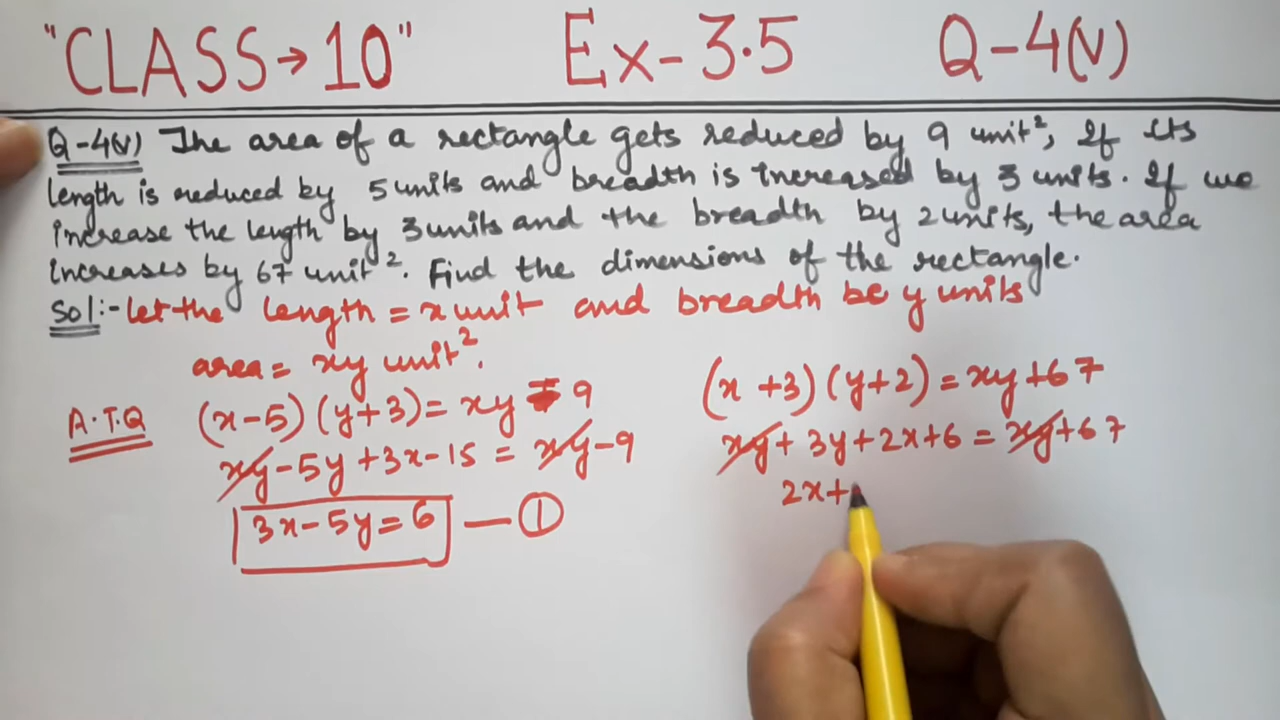 "CLASS → 10" Ex-3.5 Q-4(V)
Q-4(v) The area of a rectangle gets reduced by 9 unit², If its
length is reduced by 5 units and breadth is increased by 3 units. If we
increase the length by 3 units and the breadth by 2 units, the area
increases by 67 unit². Find the dimensions of the rectangle.
Sol:- let the length = x unit and breadth be y units
area = xy unit².
A.T.Q (x-5) (y+3) = xy - 9
xy - 5y + 3x - 15 = xy - 9
3x - 5y = 6 — ①
(x +3) (y+2) = xy + 67
xy + 3y + 2x + 6 = xy + 67
2x+